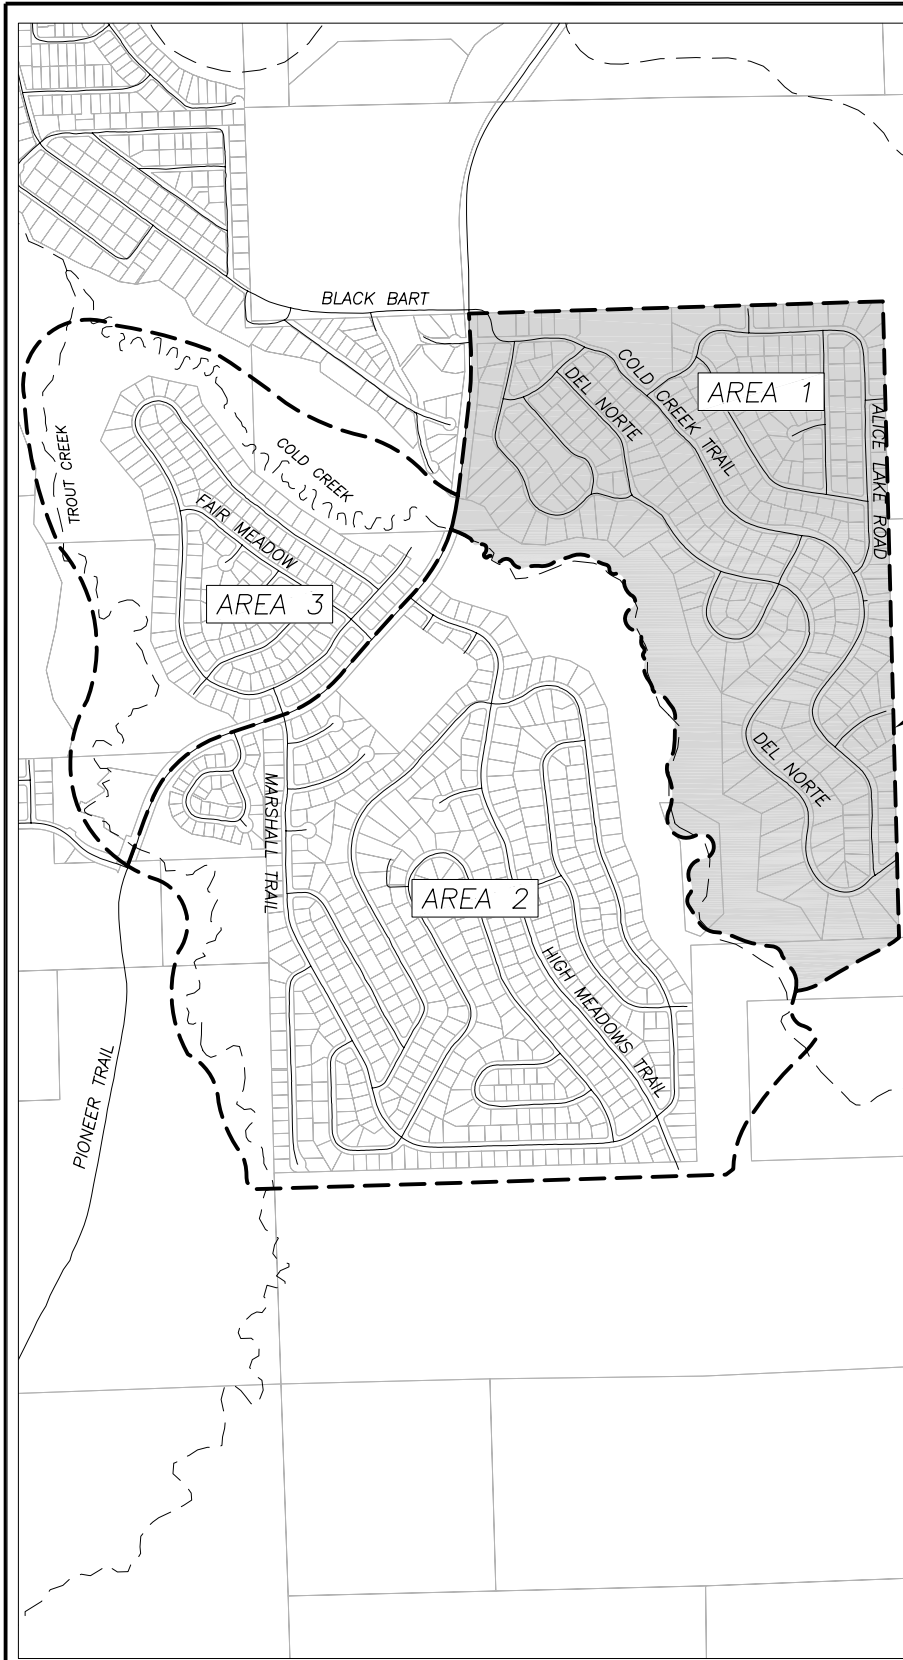 BLACK BART
COLD CREEK TRAIL
DEL NORTE
AREA 1
ALICE LAKE ROAD
TROUT CREEK
COLD CREEK
FAIR MEADOW
AREA 3
DEL NORTE
MARSHALL TRAIL
AREA 2
HIGH MEADOWS TRAIL
PIONEER TRAIL